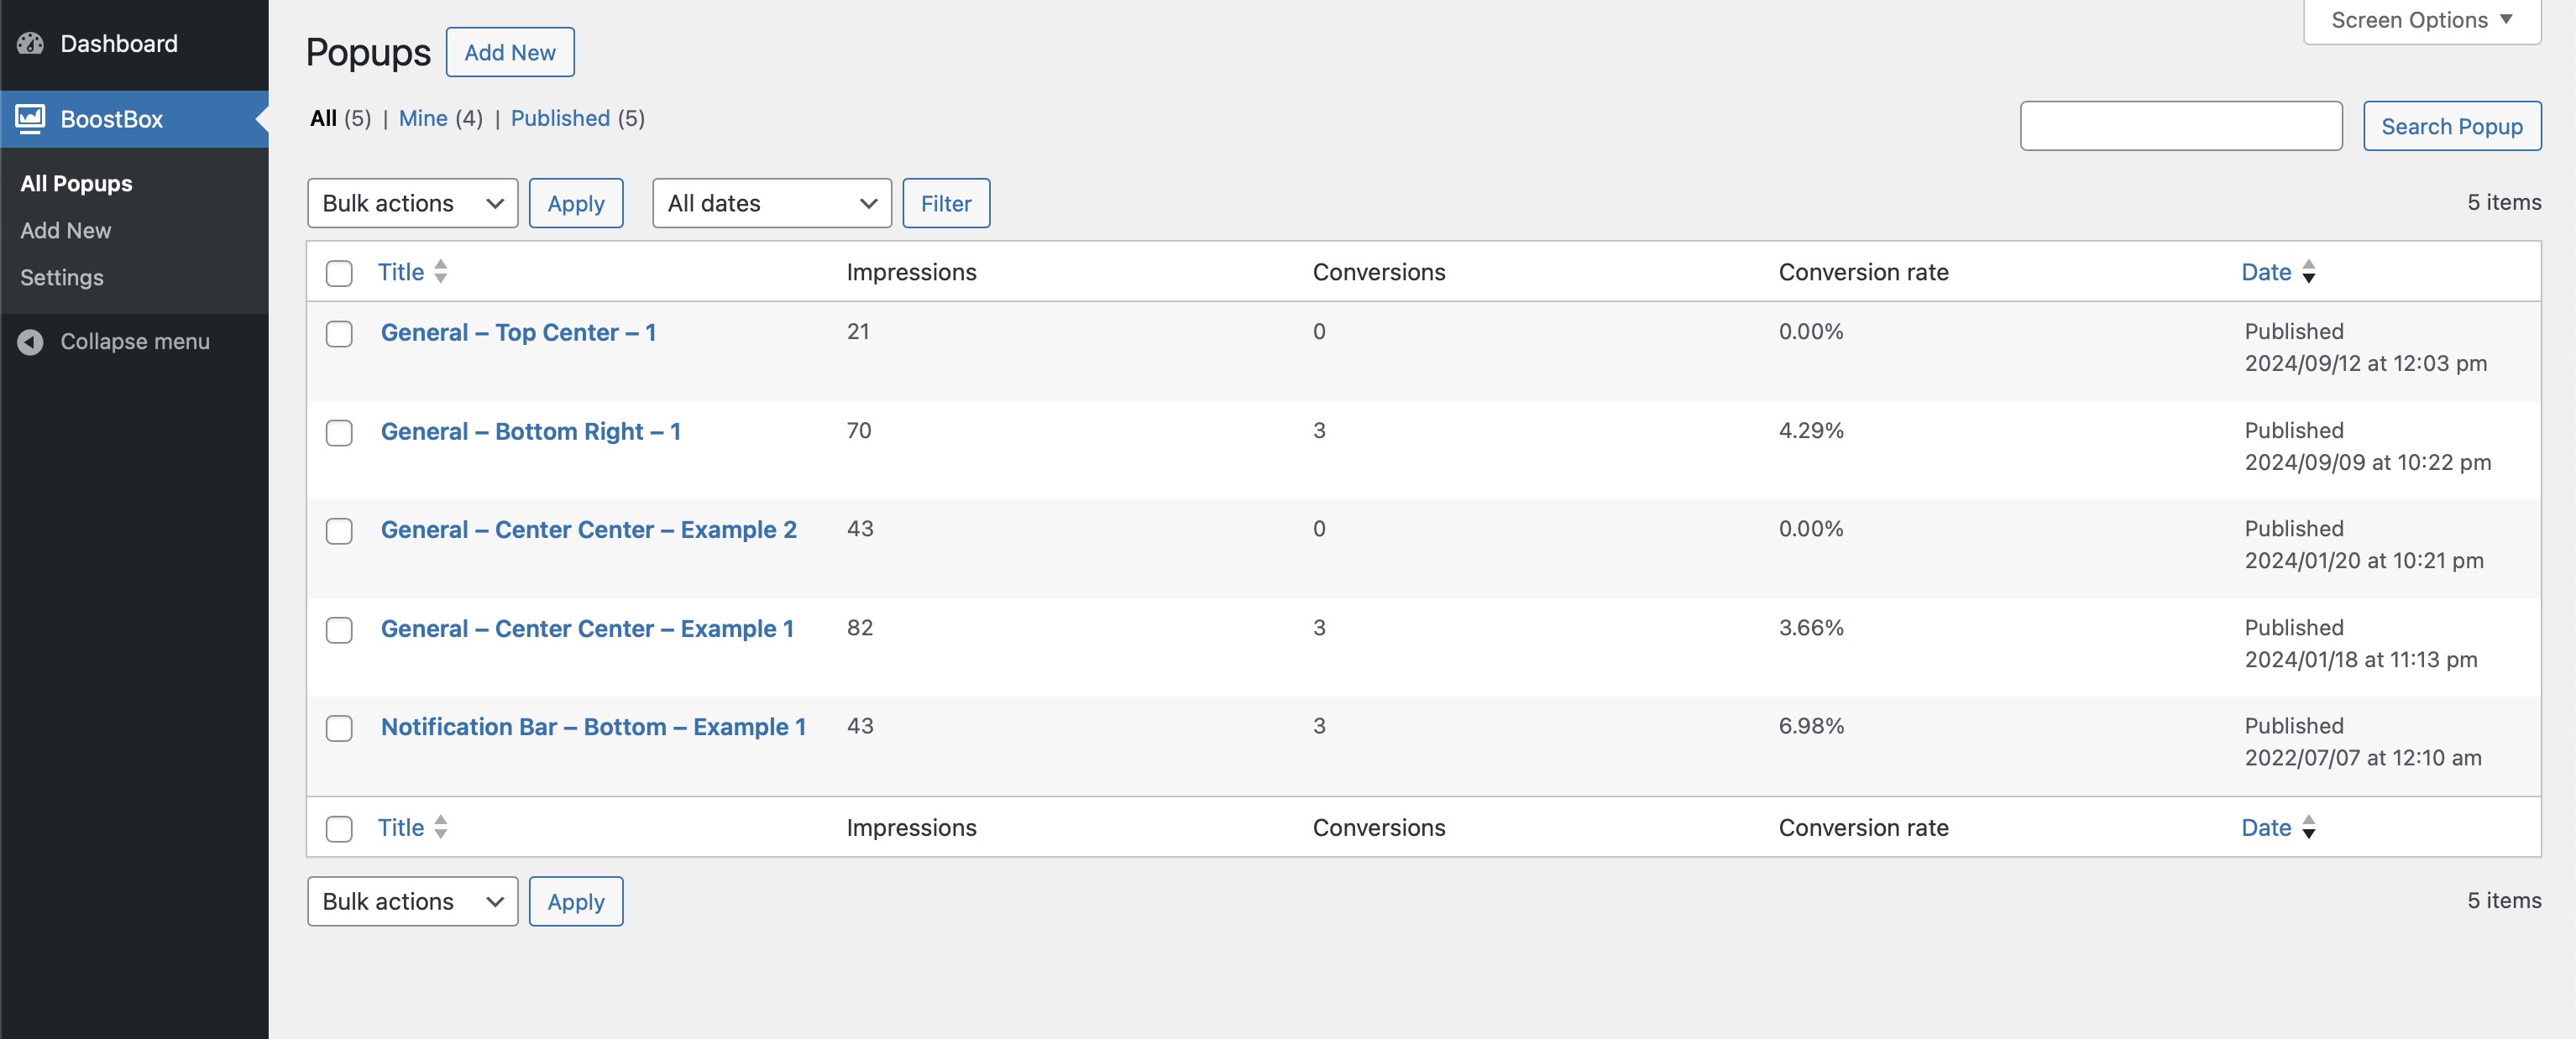 Dashboard
BoostBox
All Popups
Add New
Settings
Collapse menu
Screen Options
Popups Add New
All (5) | Mine (4) | Published (5)
Search Popup
Bulk actions Apply All dates Filter 5 items
Title Impressions Conversions Conversion rate Date
General – Top Center – 1 21 0 0.00% Published
2024/09/12 at 12:03 pm
General – Bottom Right – 1 70 3 4.29% Published
2024/09/09 at 10:22 pm
General – Center Center – Example 2 43 0 0.00% Published
2024/01/20 at 10:21 pm
General – Center Center – Example 1 82 3 3.66% Published
2024/01/18 at 11:13 pm
Notification Bar – Bottom – Example 1 43 3 6.98% Published
2022/07/07 at 12:10 am
Title Impressions Conversions Conversion rate Date
Bulk actions Apply 5 items